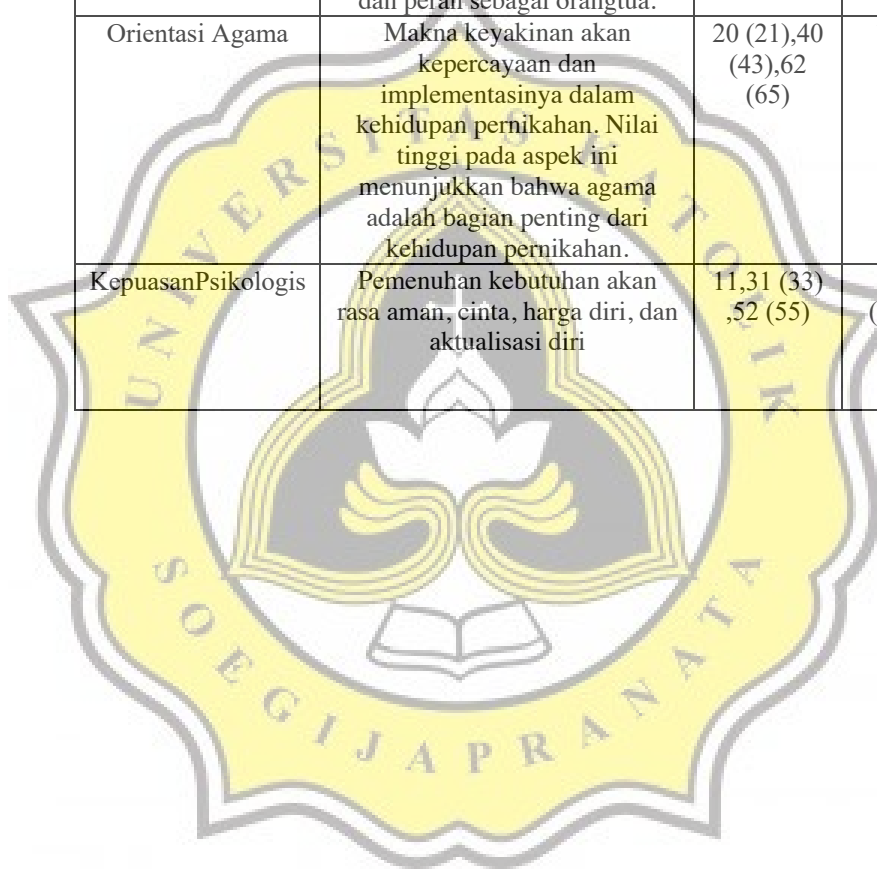 dan peran sebagai orangtua.
Orientasi Agama
Makna keyakinan akan
kepercayaan dan
implementasinya dalam
kehidupan pernikahan. Nilai
tinggi pada aspek ini
menunjukkan bahwa agama
adalah bagian penting dari
kehidupan pernikahan.
20 (21),40
(43),62
(65)
KepuasanPsikologis
Pemenuhan kebutuhan akan
rasa aman, cinta, harga diri, dan
aktualisasi diri
11,31 (33)
,52 (55)
(
UNIVERSITAS KATOLIK
SOEGIJAPRANATA